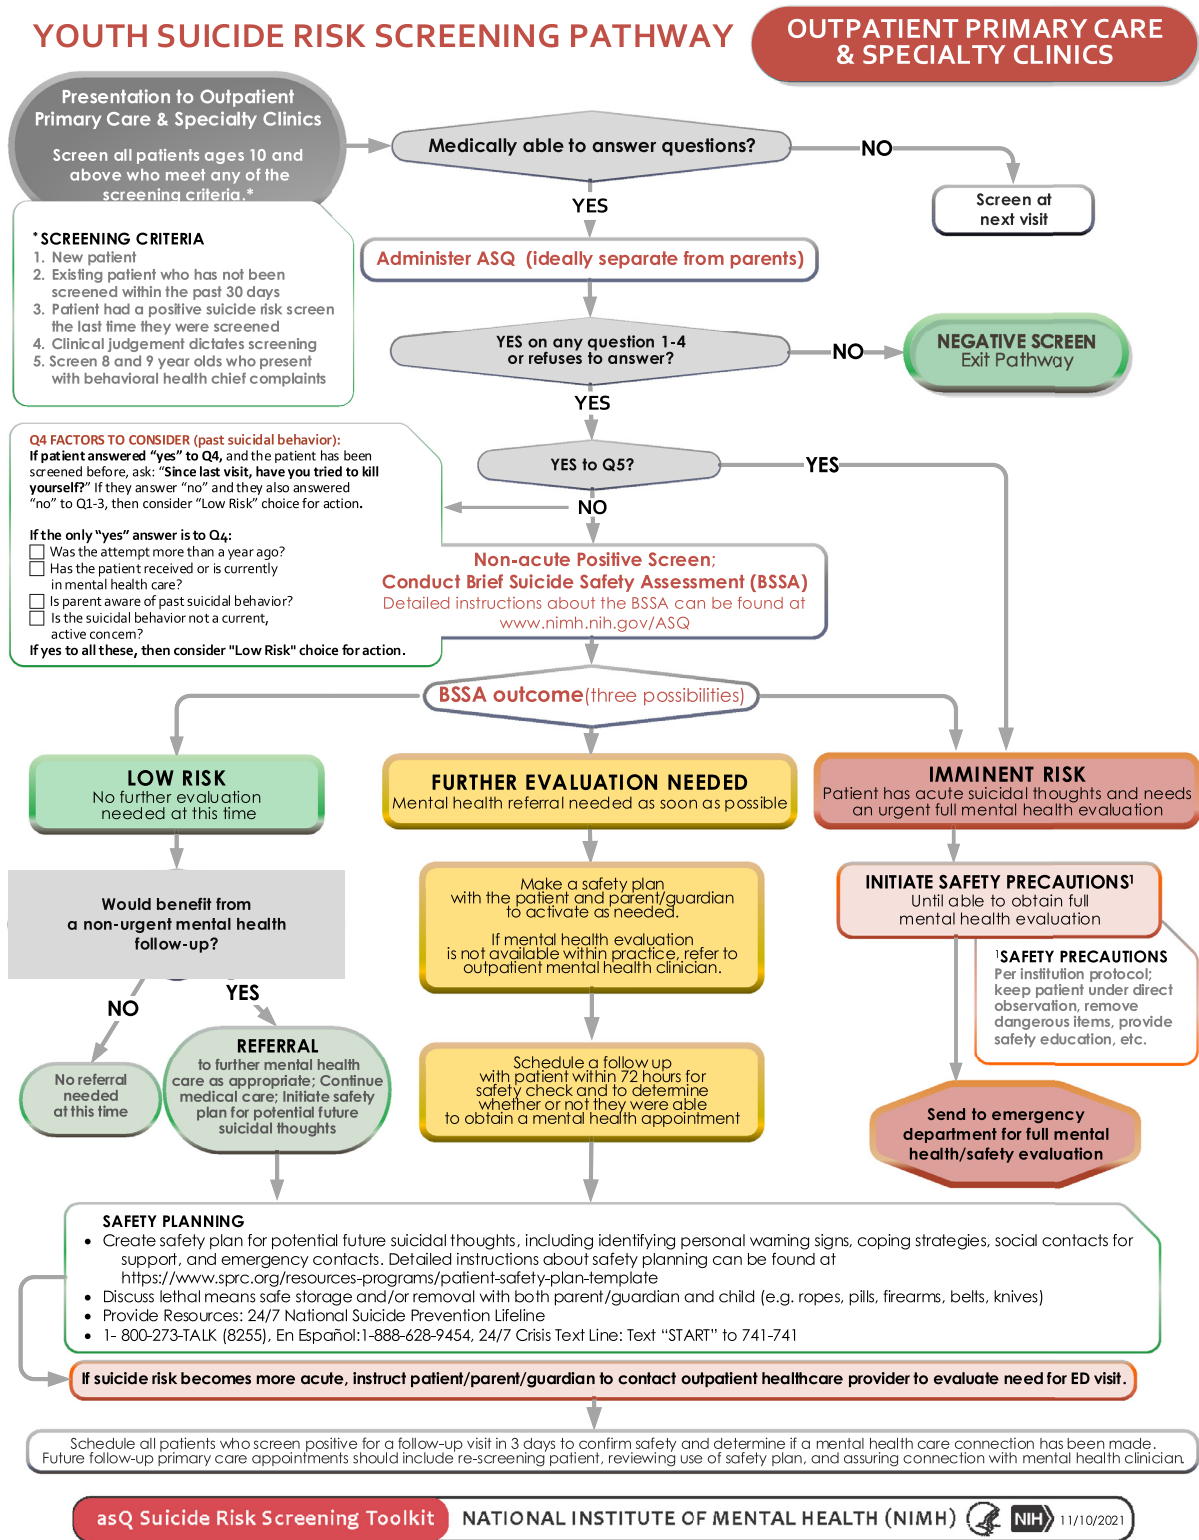 YOUTH SUICIDE RISK SCREENING PATHWAY
OUTPATIENT PRIMARY CARE
& SPECIALTY CLINICS
Presentation to Outpatient
Primary Care & Specialty Clinics
Screen all patients ages 10 and
above who meet any of the
screening criteria.*
Medically able to answer questions?
NO
Screen at
next visit
YES
*SCREENING CRITERIA
1. New patient
2. Existing patient who has not been
screened within the past 30 days
3. Patient had a positive suicide risk screen
the last time they were screened
4. Clinical judgement dictates screening
5. Screen 8 and 9 year olds who present
with behavioral health chief complaints
Administer ASQ (ideally separate from parents)
YES on any question 1-4
or refuses to answer?
NO
NEGATIVE SCREEN
Exit Pathway
YES
Q4 FACTORS TO CONSIDER (past suicidal behavior):
If patient answered “yes” to Q4, and the patient has been
screened before, ask: “Since last visit, have you tried to kill
yourself?” If they answer “no” and they also answered
“no” to Q1-3, then consider “Low Risk” choice for action.
If the only “yes” answer is to Q4:
Was the attempt more than a year ago?
Has the patient received or is currently
in mental health care?
Is parent aware of past suicidal behavior?
Is the suicidal behavior not a current,
active concem?
If yes to all these, then consider "Low Risk" choice for action.
YES to Q5?
YES
NO
Non-acute Positive Screen;
Conduct Brief Suicide Safety Assessment (BSSA)
Detailed instructions about the BSSA can be found at
www.nimh.nih.gov/ASQ
BSSA outcome(three possibilities)
LOW RISK
No further evaluation
needed at this time
FURTHER EVALUATION NEEDED
Mental health referral needed as soon as possible
IMMINENT RISK
Patient has acute suicidal thoughts and needs
an urgent full mental health evaluation
Would benefit from
a non-urgent mental health
follow-up?
NO
YES
No referral
needed
at this time
REFERRAL
to further mental health
care as appropriate; Continue
medical care; Initiate safety
plan for potential future
suicidal thoughts
Make a safety plan
with the patient and parent/guardian
to activate as needed.
If mental health evaluation
is not available within practice, refer to
outpatient mental health clinician.
Schedule a follow up
with patient within 72 hours for
safety check and to determine
whether or not they were able
to obtain a mental health appointment
INITIATE SAFETY PRECAUTIONS¹
Until able to obtain full
mental health evaluation
¹SAFETY PRECAUTIONS
Per institution protocol;
keep patient under direct
observation, remove
dangerous items, provide
safety education, etc.
Send to emergency
department for full mental
health/safety evaluation
SAFETY PLANNING
• Create safety plan for potential future suicidal thoughts, including identifying personal warning signs, coping strategies, social contacts for
support, and emergency contacts. Detailed instructions about safety planning can be found at
https://www.sprc.org/resources-programs/patient-safety-plan-template
• Discuss lethal means safe storage and/or removal with both parent/guardian and child (e.g. ropes, pills, firearms, belts, knives)
• Provide Resources: 24/7 National Suicide Prevention Lifeline
• 1- 800-273-TALK (8255), En Español:1-888-628-9454, 24/7 Crisis Text Line: Text “START” to 741-741
If suicide risk becomes more acute, instruct patient/parent/guardian to contact outpatient healthcare provider to evaluate need for ED visit.
Schedule all patients who screen positive for a follow-up visit in 3 days to confirm safety and determine if a mental health care connection has been made.
Future follow-up primary care appointments should include re-screening patient, reviewing use of safety plan, and assuring connection with mental health clinician.
asQ Suicide Risk Screening Toolkit
NATIONAL INSTITUTE OF MENTAL HEALTH (NIMH)
NIH
11/10/2021